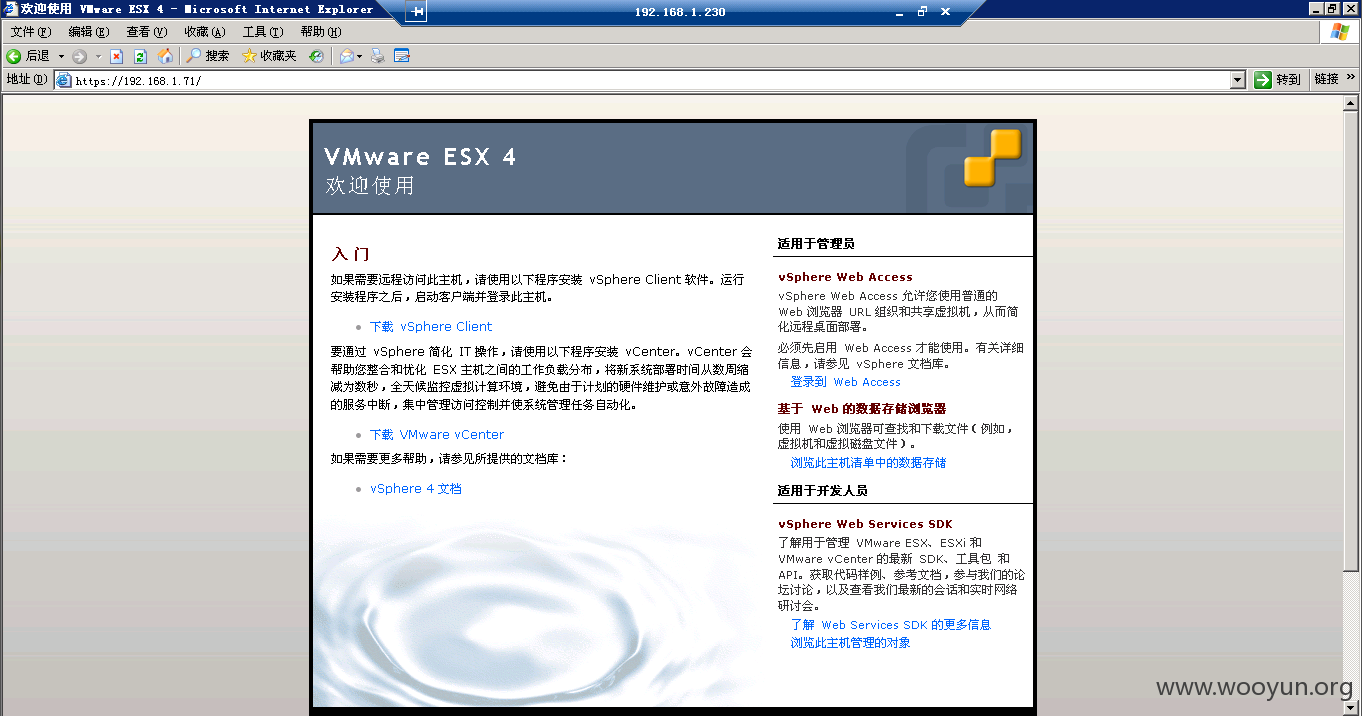 欢迎使用 VMware ESX 4 - Microsoft Internet Explorer
192.168.1.230
文件(F) 编辑(E) 查看(V) 收藏(A) 工具(T) 帮助(H)
后退 搜索 收藏夹
地址(D) https://192.168.1.71/ 转到 链接 »
VMware ESX 4
欢迎使用
入门
如果需要远程访问此主机，请使用以下程序安装 vSphere Client 软件。运行
安装程序之后，启动客户端并登录此主机。
下载 vSphere Client
要通过 vSphere 简化 IT 操作，请使用以下程序安装 vCenter。vCenter 会
帮助您整合和优化 ESX 主机之间的工作负载分布，将新系统部署时间从数周缩
减为数秒，全天候监控虚拟计算环境，避免由于计划的硬件维护或意外故障造成
的服务中断，集中管理访问控制并使系统管理任务自动化。
下载 VMware vCenter
如果需要更多帮助，请参见所提供的文档库：
vSphere 4 文档
适用于管理员
vSphere Web Access
vSphere Web Access 允许您使用普通的
Web 浏览器 URL 组织和共享虚拟机，从而简
化远程桌面部署。
必须先启用 Web Access 才能使用。有关详细
信息，请参见 vSphere 文档库。
登录到 Web Access
基于 Web 的数据存储浏览器
使用 Web 浏览器可查找和下载文件（例如，
虚拟机和虚拟磁盘文件）。
浏览此主机清单中的数据存储
适用于开发人员
vSphere Web Services SDK
了解用于管理 VMware ESX、ESXi 和
VMware vCenter 的最新 SDK、工具包 和
API。获取代码样例、参考文档，参与我们的论
坛讨论，以及查看我们最新的会话和实时网络
研讨会。
了解 Web Services SDK 的更多信息
浏览此主机管理的对象
www.wooyun.org